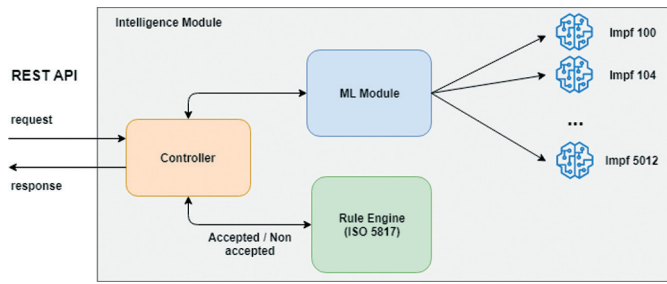 Intelligence Module
REST API
request
response
Controller
ML Module
Rule Engine
(ISO 5817)
Accepted / Non
accepted
Impf 100
Impf 104
...
Impf 5012